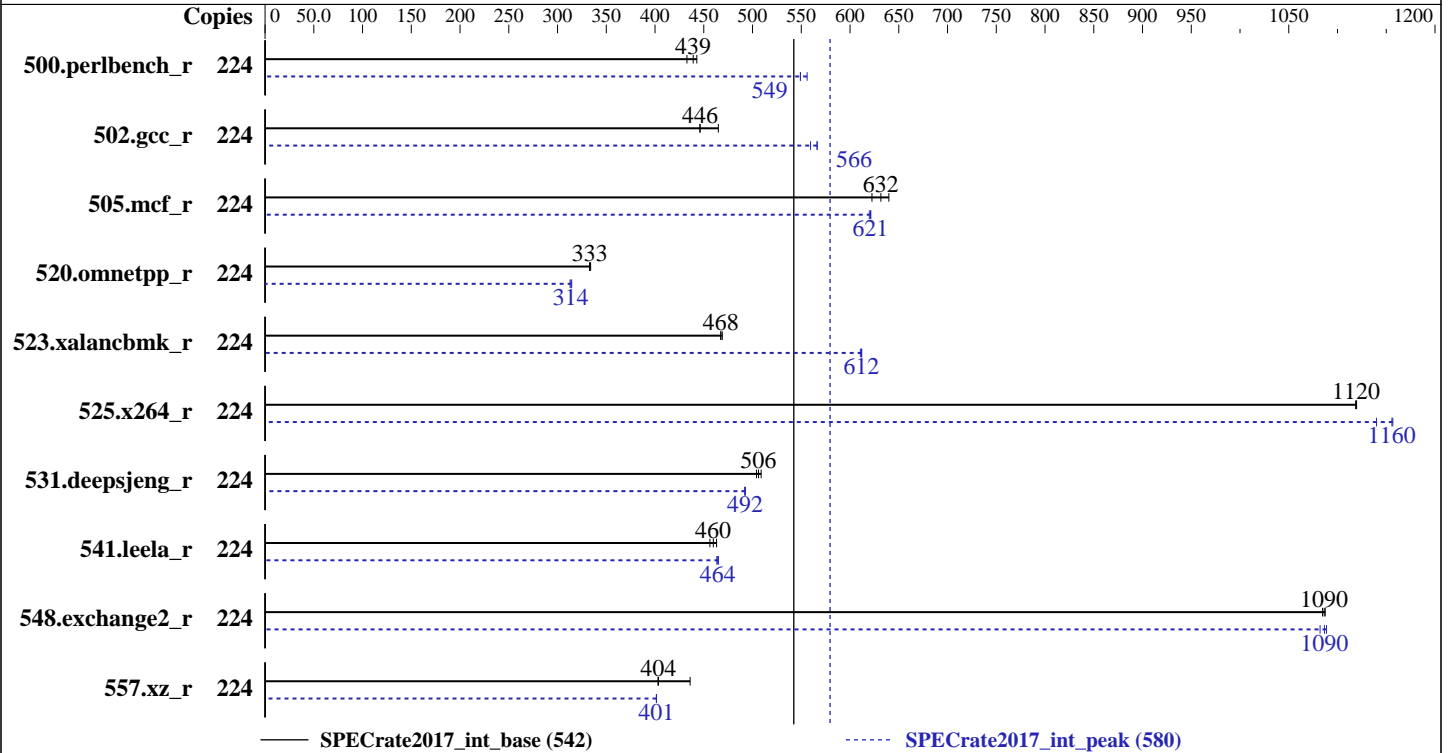 Copies 0 50.0 100 150 200 250 300 350 400 450 500 550 600 650 700 750 800 850 900 950 1050 1200
439
500.perlbench_r 224
549
446
502.gcc_r 224
566
632
505.mcf_r 224
621
333
520.omnetpp_r 224
314
468
523.xalancbmk_r 224
612
1120
525.x264_r 224
1160
506
531.deepsjeng_r 224
492
460
541.leela_r 224
464
1090
548.exchange2_r 224
1090
404
557.xz_r 224
401
SPECrate2017_int_base (542) SPECrate2017_int_peak (580)